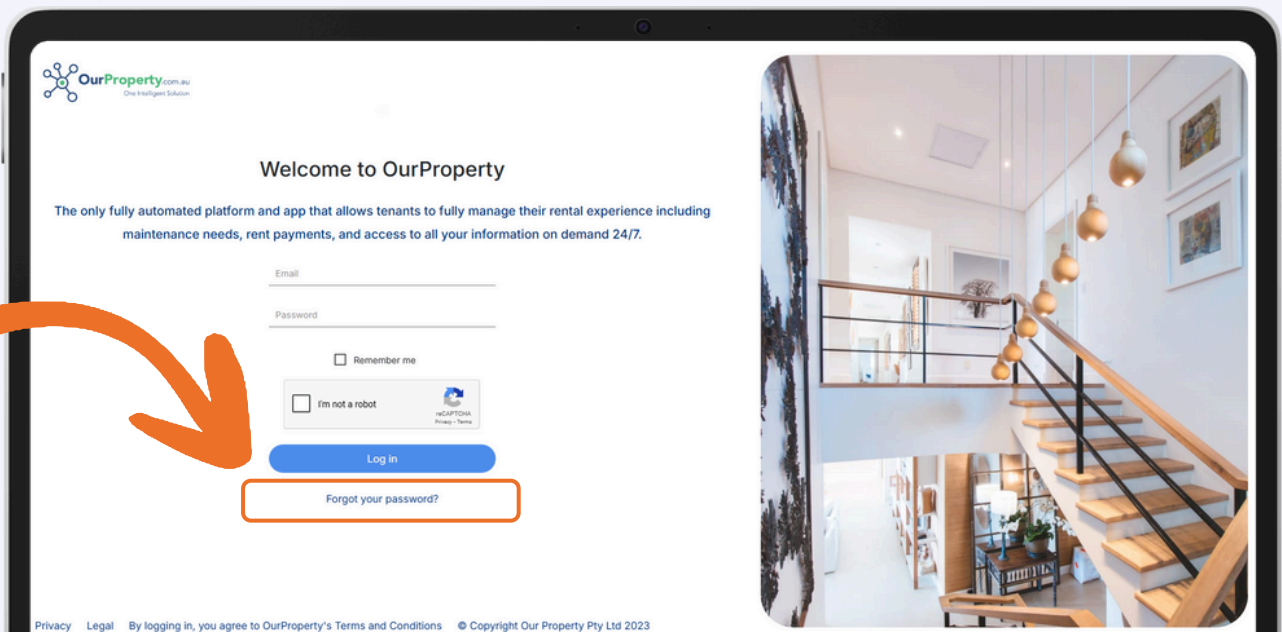 OurProperty.com.au
One Intelligent Solution
Welcome to OurProperty
The only fully automated platform and app that allows tenants to fully manage their rental experience including
maintenance needs, rent payments, and access to all your information on demand 24/7.
Email
Password
Remember me
I'm not a robot
reCAPTCHA
Privacy - Terms
Log in
Forgot your password?
Privacy Legal By logging in, you agree to OurProperty's Terms and Conditions © Copyright Our Property Pty Ltd 2023